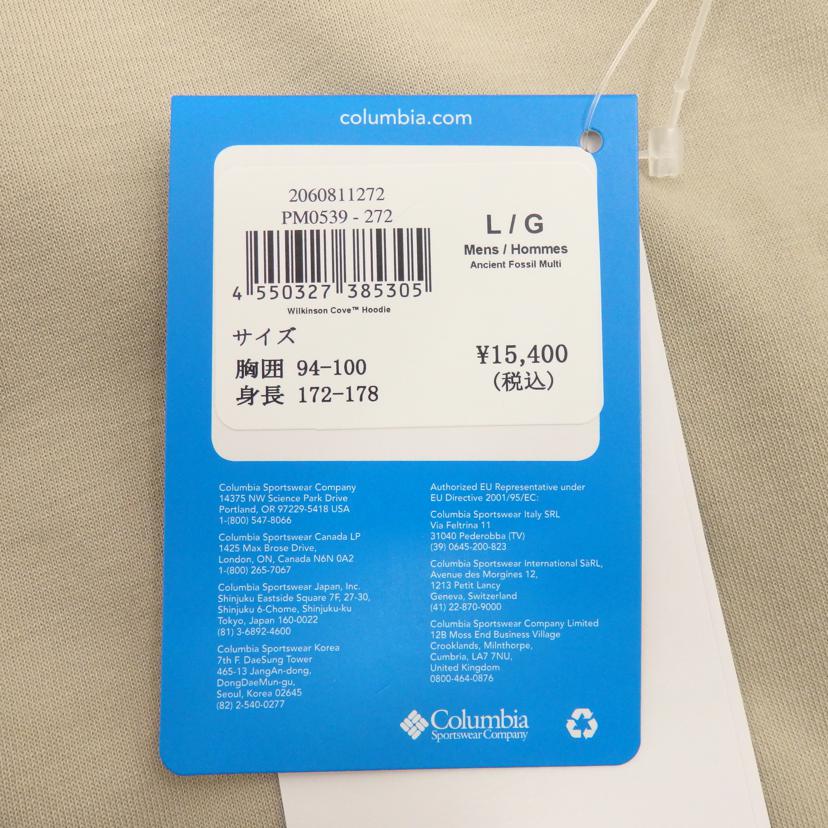 columbia.com
2060811272
PM0539 - 272
4 550327 385305
Wilkinson Cove™ Hoodie
L / G
Mens / Hommes
Ancient Fossil Multi
サイズ
胸囲 94-100
身長 172-178
¥15,400
(税込)
Columbia Sportswear Company
14375 NW Science Park Drive
Portland, OR 97229-5418 USA
1-(800) 547-8066
Columbia Sportswear Canada LP
1425 Max Brose Drive,
London, ON, Canada N6N 0A2
1-(800) 265-7067
Columbia Sportswear Japan, Inc.
Shinjuku Eastside Square 7F, 27-30,
Shinjuku 6-Chome, Shinjuku-ku
Tokyo, Japan 160-0022
(81) 3-6892-4600
Columbia Sportswear Korea
7th F. DaeSung Tower
465-13 JangAn-dong,
DongDaeMun-gu,
Seoul, Korea 02645
(82) 2-540-0277
Authorized EU Representative under
EU Directive 2001/95/EC:
Columbia Sportswear Italy SRL
Via Feltrina 11
31040 Pederobba (TV)
(39) 0645-200-823
Columbia Sportswear International SàRL,
Avenue des Morgines 12,
1213 Petit Lancy
Geneva, Switzerland
(41) 22-870-9000
Columbia Sportswear Company Limited
12B Moss End Business Village
Crooklands, Milnthorpe,
Cumbria, LA7 7NU,
United Kingdom
0800-464-0876
Columbia
Sportswear Company